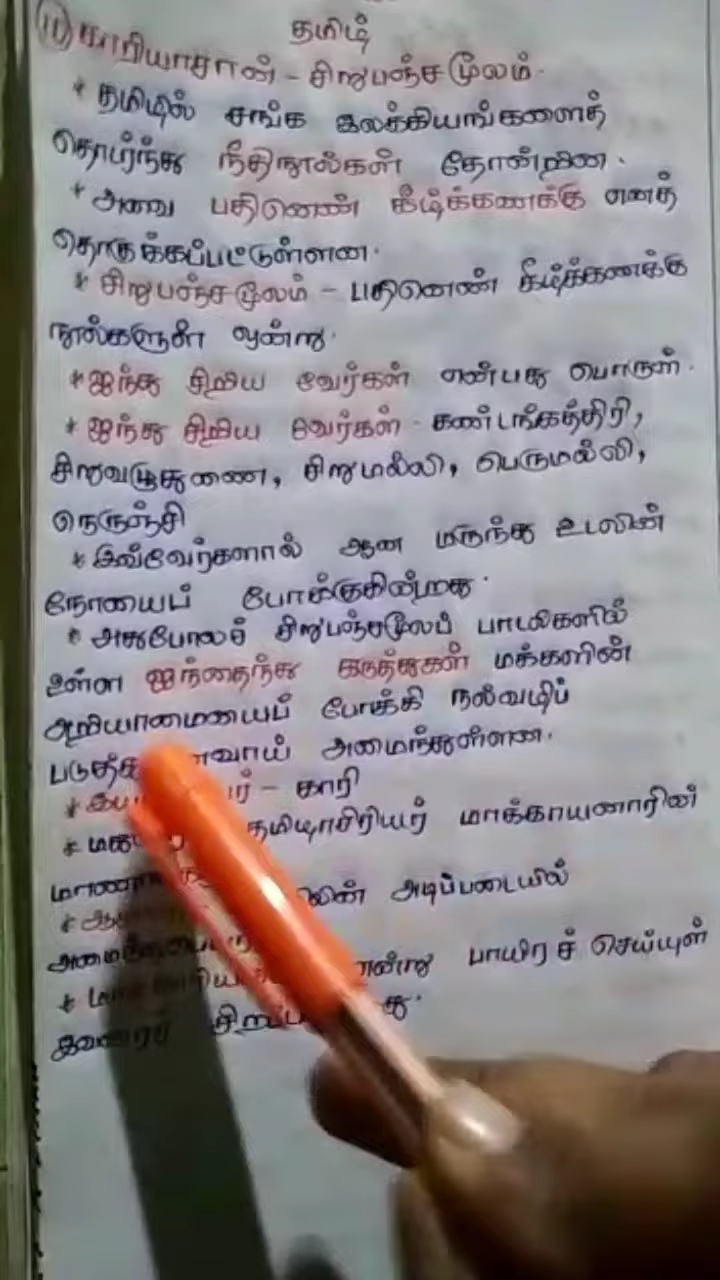 தமிழ்
11) காரியாசான் - சிறுபஞ்சமூலம்.
* தமிழில் சங்க இலக்கியங்களைத்
தொடர்ந்து நீதிநூல்கள் தோன்றின.
* அவை பதினெண் கீழ்க்கணக்கு எனத்
தொகுக்கப்பட்டுள்ளன.
* சிறுபஞ்சமூலம் - பதினெண் கீழ்க்கணக்கு
நூல்களுள் ஒன்று.
* ஐந்து சிறிய வேர்கள் என்பது பொருள்.
* ஐந்து சிறிய வேர்கள் - கண்டங்கத்திரி,
சிறுவழுதுணை, சிறுமல்லி, பெருமல்லி,
நெருஞ்சி
* இவ்வேர்களால் ஆன மருந்து உடலின்
நோயைப் போக்குகின்றது.
* அதுபோலச் சிறுபஞ்சமூலப் பாடல்களில்
உள்ள ஐந்தைந்து கருத்துகள் மக்களின்
அறியாமையைப் போக்கி நல்வழிப்
அமைந்துள்ளன.
- காரி
* தமிழாசிரியர் மாக்காயனாரின்
அடிப்படையில்
* என்று பாயிரச் செய்யுள்